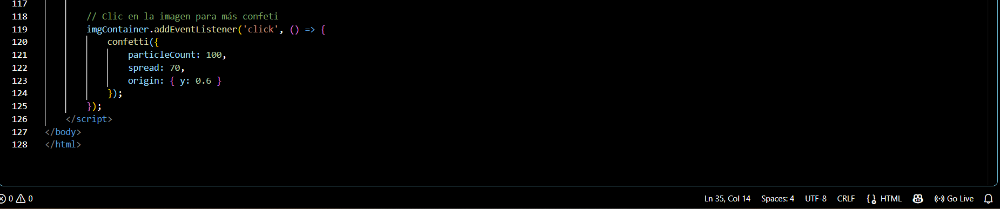 117
118 // Clic en la imagen para más confeti
119 imgContainer.addEventListener('click', () => {
120 confetti({
121 particleCount: 100,
122 spread: 70,
123 origin: { y: 0.6 }
124 });
125 });
126 </script>
127 </body>
128 </html>
0 0 Ln 35, Col 14 Spaces: 4 UTF-8 CRLF {} HTML Go Live